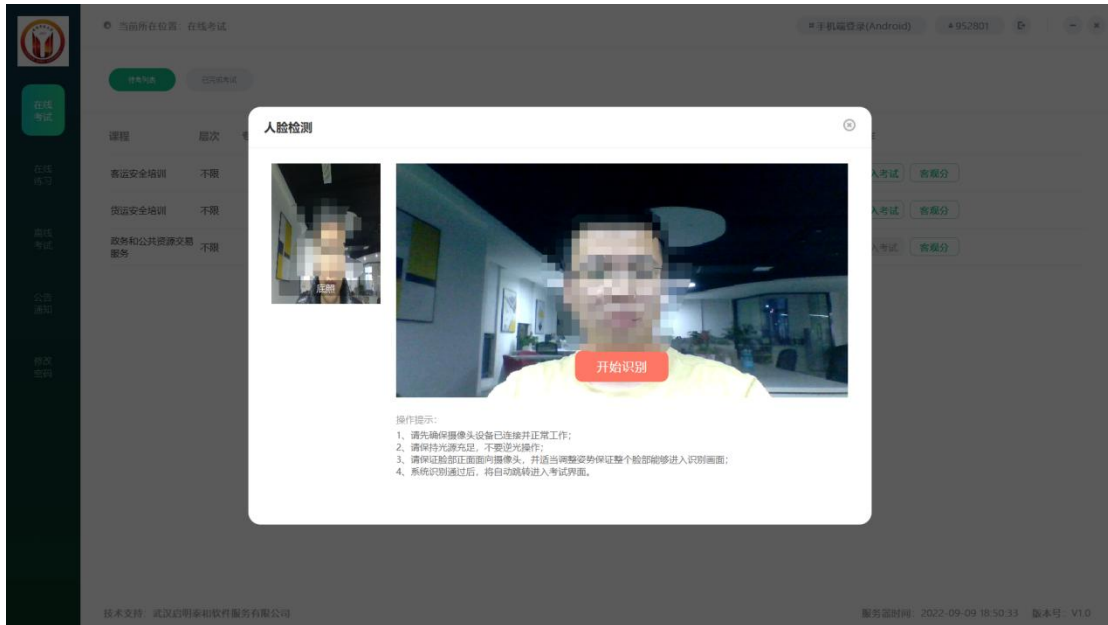 当前所在位置：在线考试
手机端登录(Android)
952801
待考列表
已完成考试
在线
考试
在线
练习
离线
考试
公告
通知
修改
密码
课程
层次
客运安全培训
不限
入考试
客观分
货运安全培训
不限
入考试
客观分
政务和公共资源交易
服务
不限
入考试
客观分
人脸检测
底照
开始识别
操作提示：
1、请先确保摄像头设备已连接并正常工作；
2、请保持光源充足，不要逆光操作；
3、请保证脸部正面面向摄像头，并适当调整姿势保证整个脸部能够进入识别画面；
4、系统识别通过后，将自动跳转进入考试界面。
技术支持：武汉启明泰和软件服务有限公司
服务器时间：2022-09-09 18:50:33
版本号：V1.0